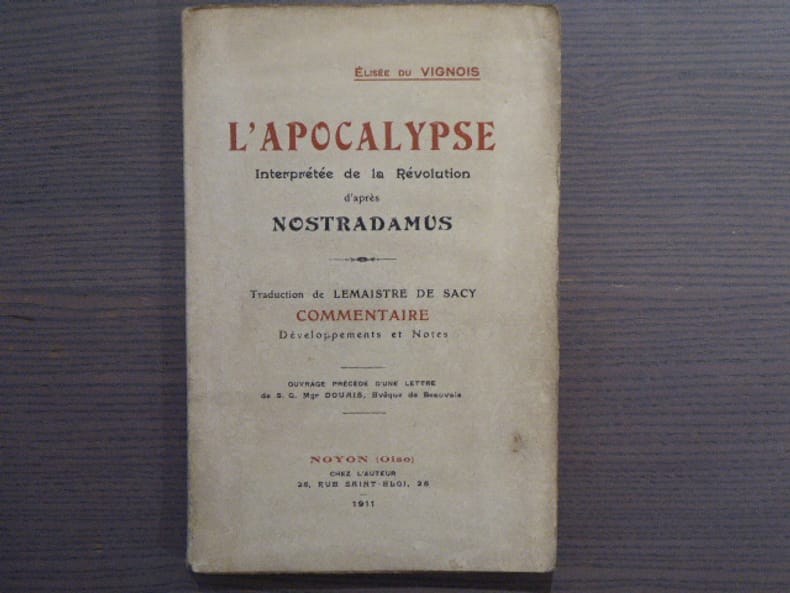 ÉLISÉE DU VIGNOIS
L'APOCALYPSE
Interprétée de la Révolution
d'après
NOSTRADAMUS
Traduction de LEMAISTRE DE SACY
COMMENTAIRE
Développements et Notes
OUVRAGE PRÉCÉDÉ D'UNE LETTRE
de S. G. Mgr DOUAIS, Évêque de Beauvais
NOYON (Oise)
CHEZ L'AUTEUR
26, RUE SAINT-ELOI, 26
1911